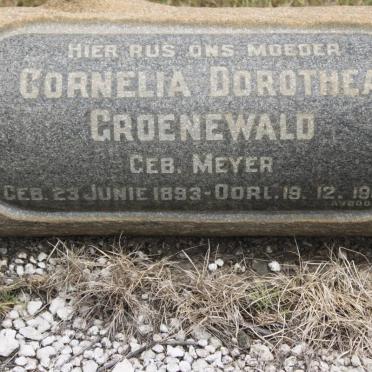 HIER RUS ONS MOEDER
CORNELIA DOROTHEA
GROENEWALD
GEB. MEYER
GEB. 23 JUNIE 1893 - OORL. 19. 12. 19